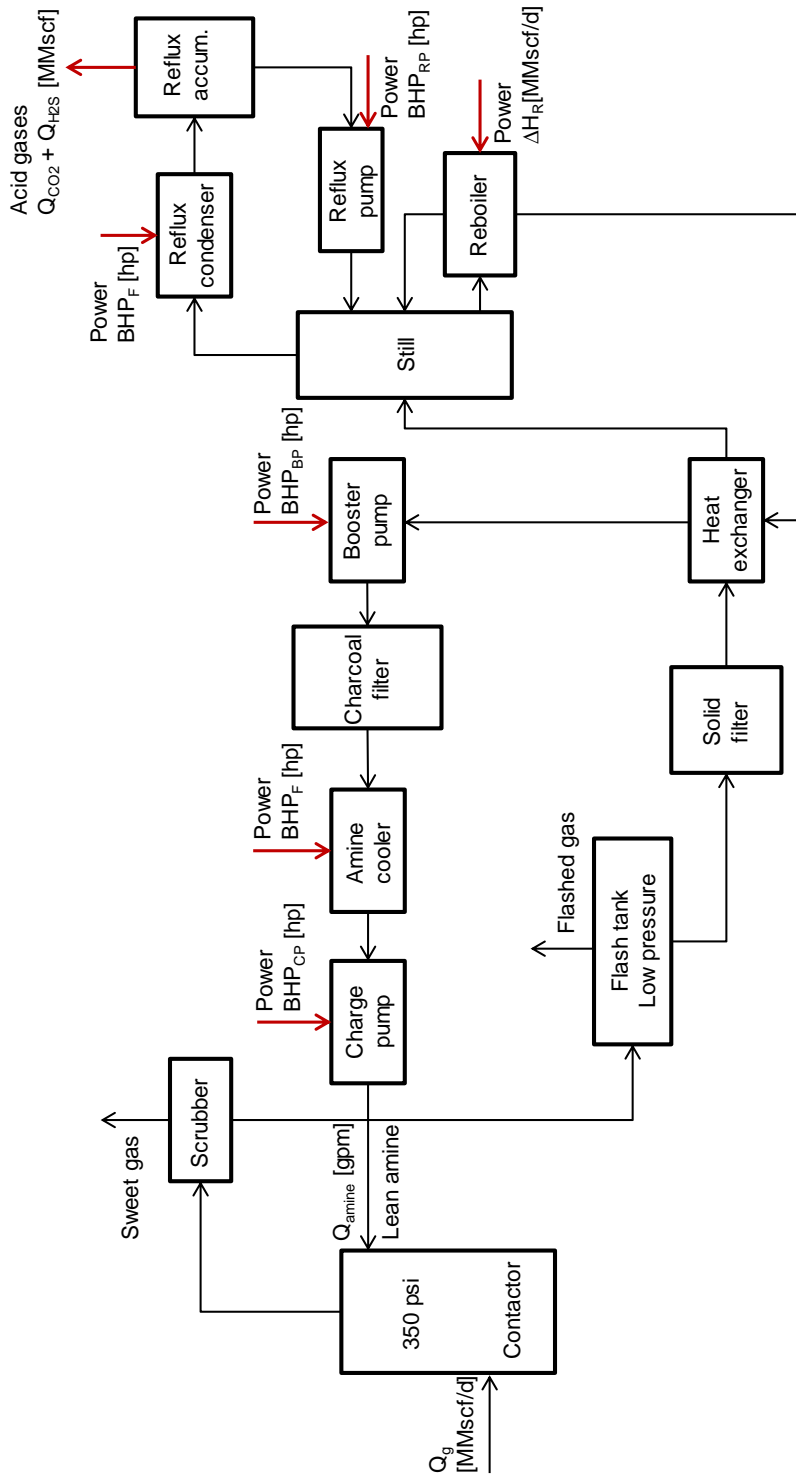 Acid gases
Q_CO2 + Q_H2S [MMscf]
Power
BHP_F [hp]
Reflux
condenser
Reflux
accum.
Reflux
pump
Power
BHP_RP [hp]
Power
ΔH_R[MMscf/d]
Reboiler
Still
Power
BHP_BP [hp]
Booster
pump
Charcoal
filter
Power
BHP_F [hp]
Amine
cooler
Power
BHP_CP [hp]
Charge
pump
Sweet gas
Scrubber
Q_amine [gpm]
Lean amine
350 psi
Contactor
Q_g
[MMscf/d]
Flashed gas
Flash tank
Low pressure
Solid
filter
Heat
exchanger